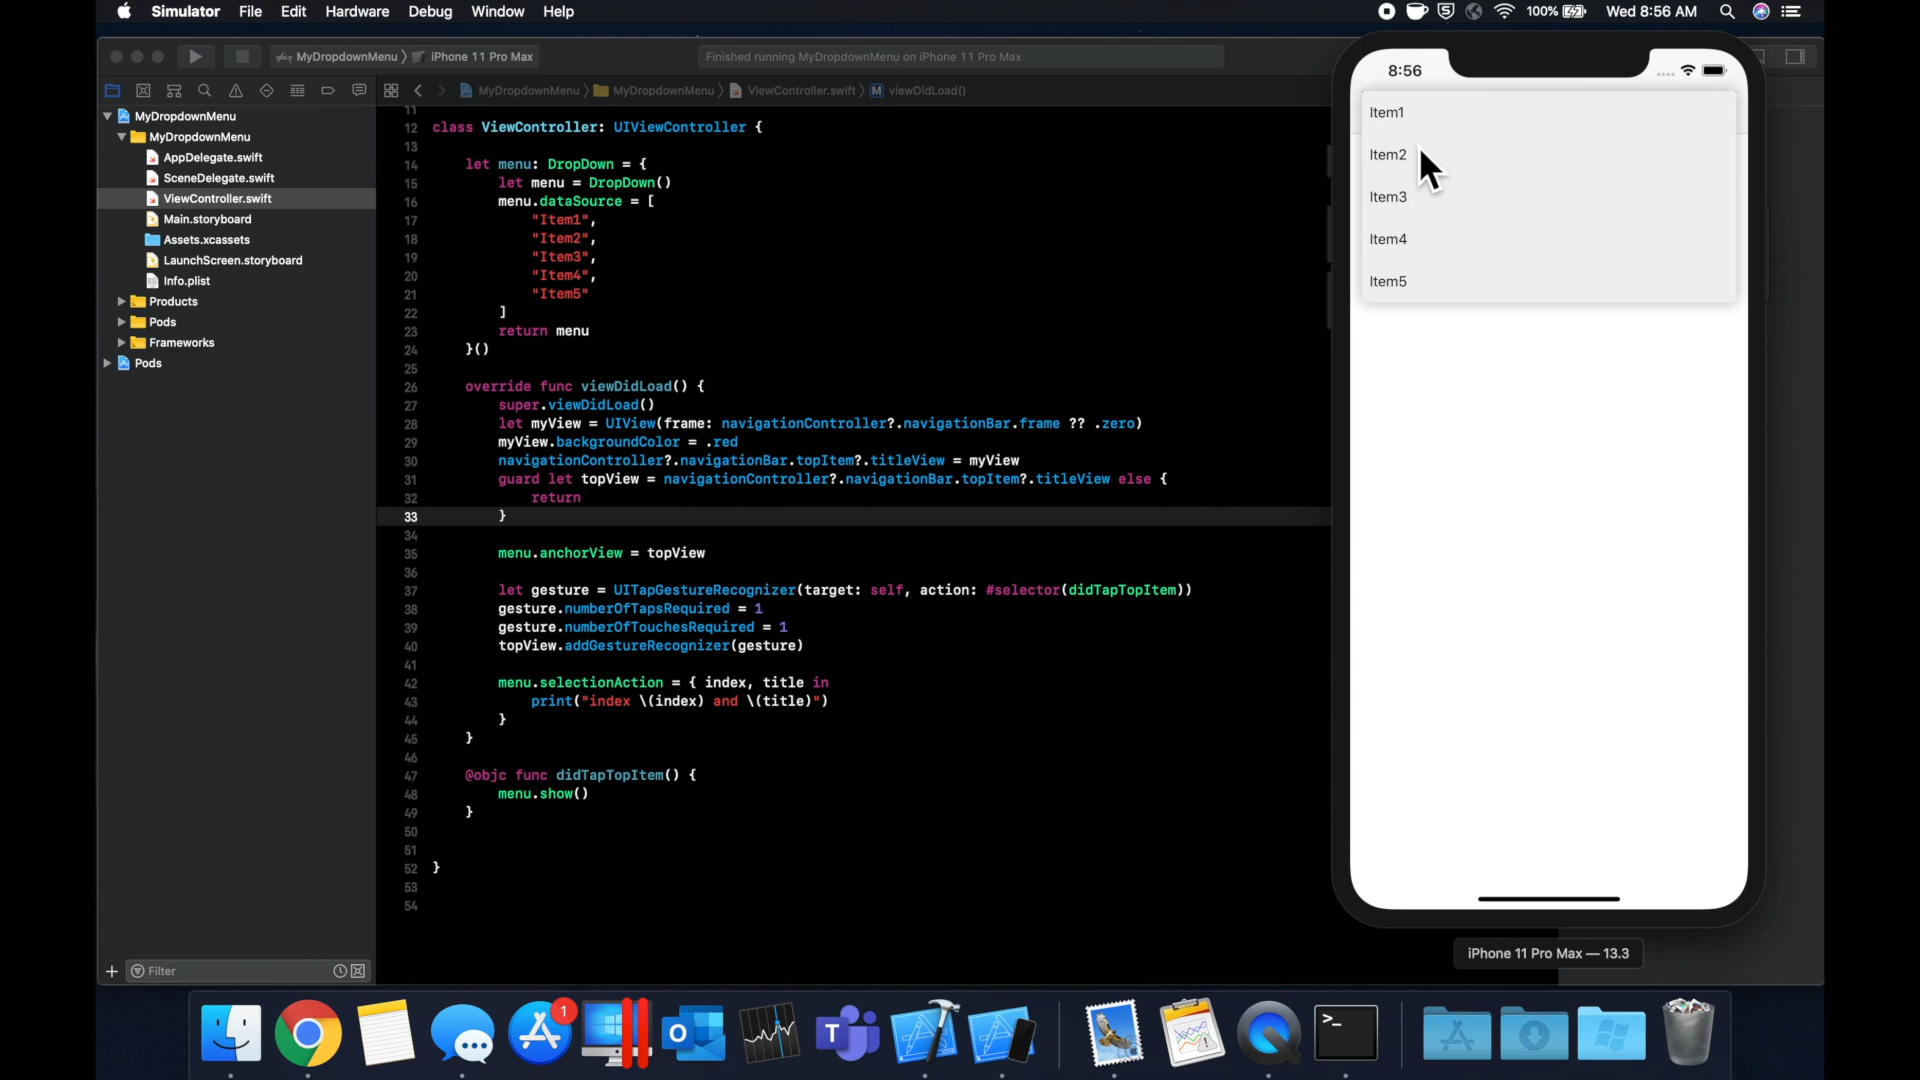 Simulator File Edit Hardware Debug Window Help
100% Wed 8:56 AM
MyDropdownMenu 〉 iPhone 11 Pro Max
Finished running MyDropdownMenu on iPhone 11 Pro Max
MyDropdownMenu 〉 MyDropdownMenu 〉 ViewController.swift 〉 M viewDidLoad()
MyDropdownMenu
MyDropdownMenu
AppDelegate.swift
SceneDelegate.swift
ViewController.swift
Main.storyboard
Assets.xcassets
LaunchScreen.storyboard
Info.plist
Products
Pods
Frameworks
Pods
Filter
11
12 class ViewController: UIViewController {
13
14 let menu: DropDown = {
15 let menu = DropDown()
16 menu.dataSource = [
17 "Item1",
18 "Item2",
19 "Item3",
20 "Item4",
21 "Item5"
22 ]
23 return menu
24 }()
25
26 override func viewDidLoad() {
27 super.viewDidLoad()
28 let myView = UIView(frame: navigationController?.navigationBar.frame ?? .zero)
29 myView.backgroundColor = .red
30 navigationController?.navigationBar.topItem?.titleView = myView
31 guard let topView = navigationController?.navigationBar.topItem?.titleView else {
32 return
33 }
34
35 menu.anchorView = topView
36
37 let gesture = UITapGestureRecognizer(target: self, action: #selector(didTapTopItem))
38 gesture.numberOfTapsRequired = 1
39 gesture.numberOfTouchesRequired = 1
40 topView.addGestureRecognizer(gesture)
41
42 menu.selectionAction = { index, title in
43 print("index \(index) and \(title)")
44 }
45 }
46
47 @objc func didTapTopItem() {
48 menu.show()
49 }
50
51
52 }
53
54
8:56
Item1
Item2
Item3
Item4
Item5
iPhone 11 Pro Max — 13.3
1